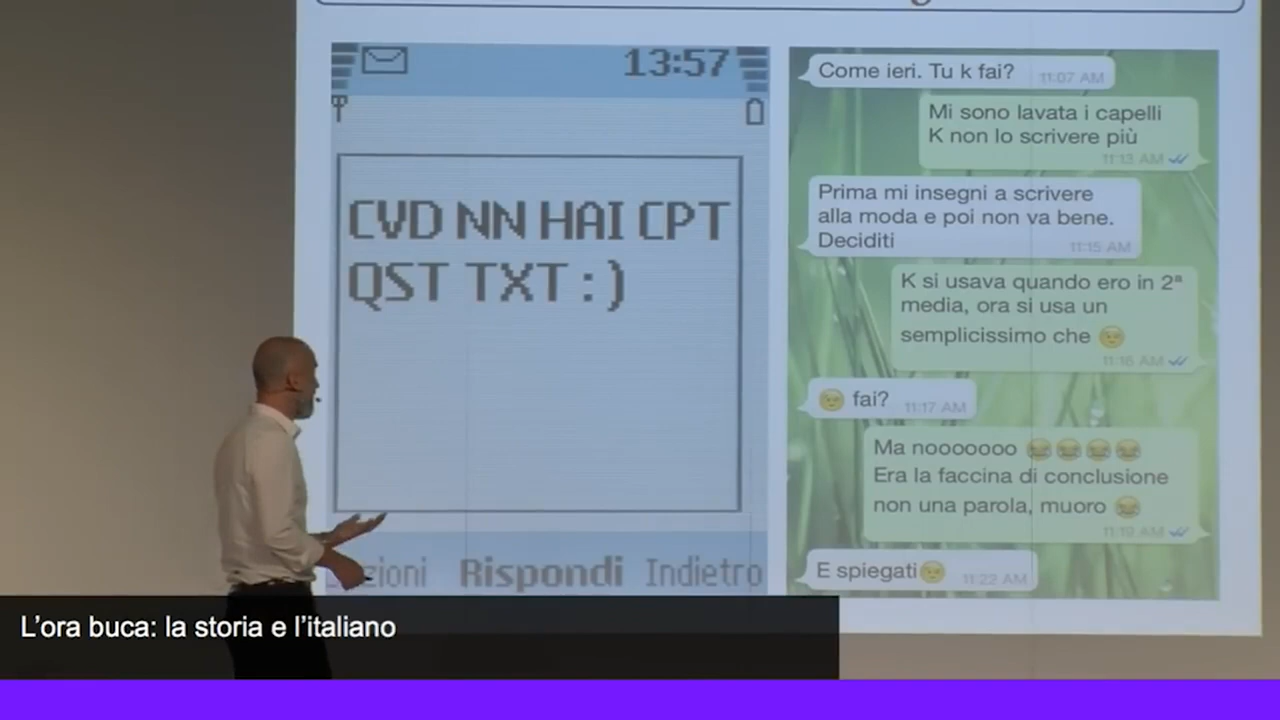 13:57
CVD NN HAI CPT
QST TXT :)
zioni Rispondi Indietro
Come ieri. Tu k fai? 11:07 AM
Mi sono lavata i capelli
K non lo scrivere più
11:13 AM
Prima mi insegni a scrivere
alla moda e poi non va bene.
Deciditi 11:15 AM
K si usava quando ero in 2ª
media, ora si usa un
semplicissimo che 😉
11:16 AM
😉 fai? 11:17 AM
Ma nooooooo 😂😂😂😂
Era la faccina di conclusione
non una parola, muoro 😂
11:19 AM
E spiegati😉 11:22 AM
L'ora buca: la storia e l'italiano